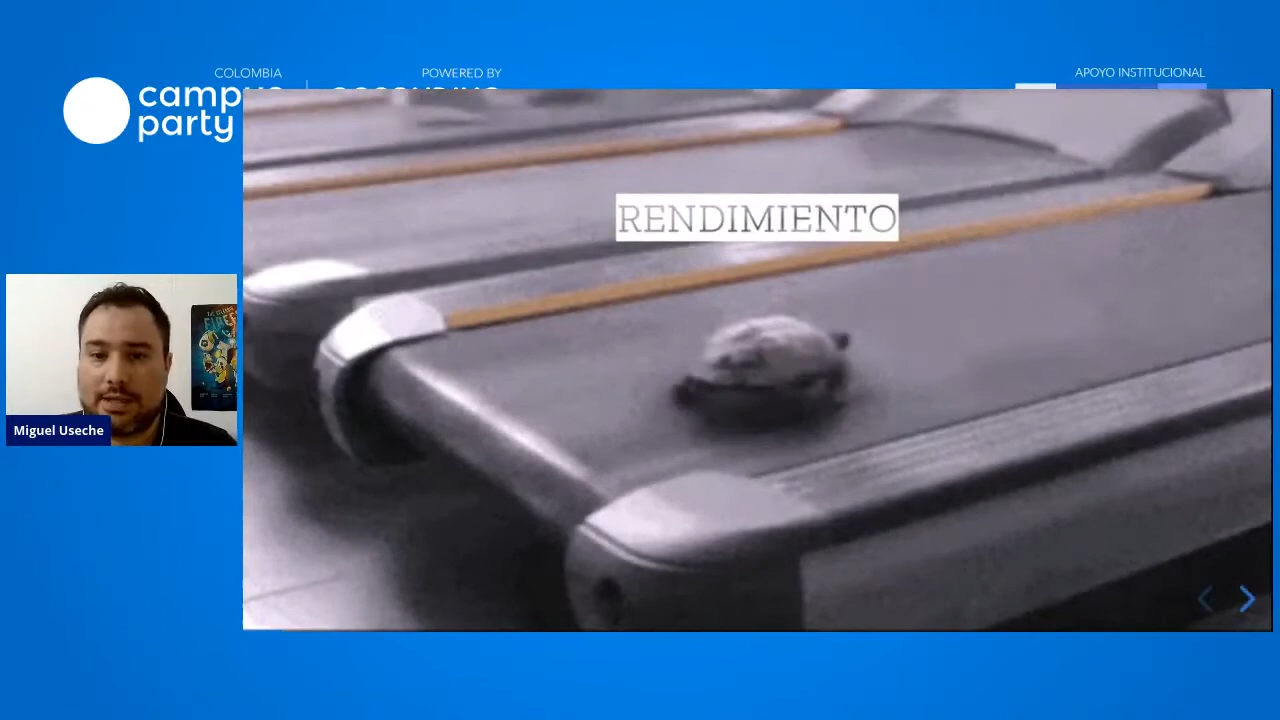 COLOMBIA
POWERED BY
APOYO INSTITUCIONAL
campus
party
RENDIMIENTO
Miguel Useche